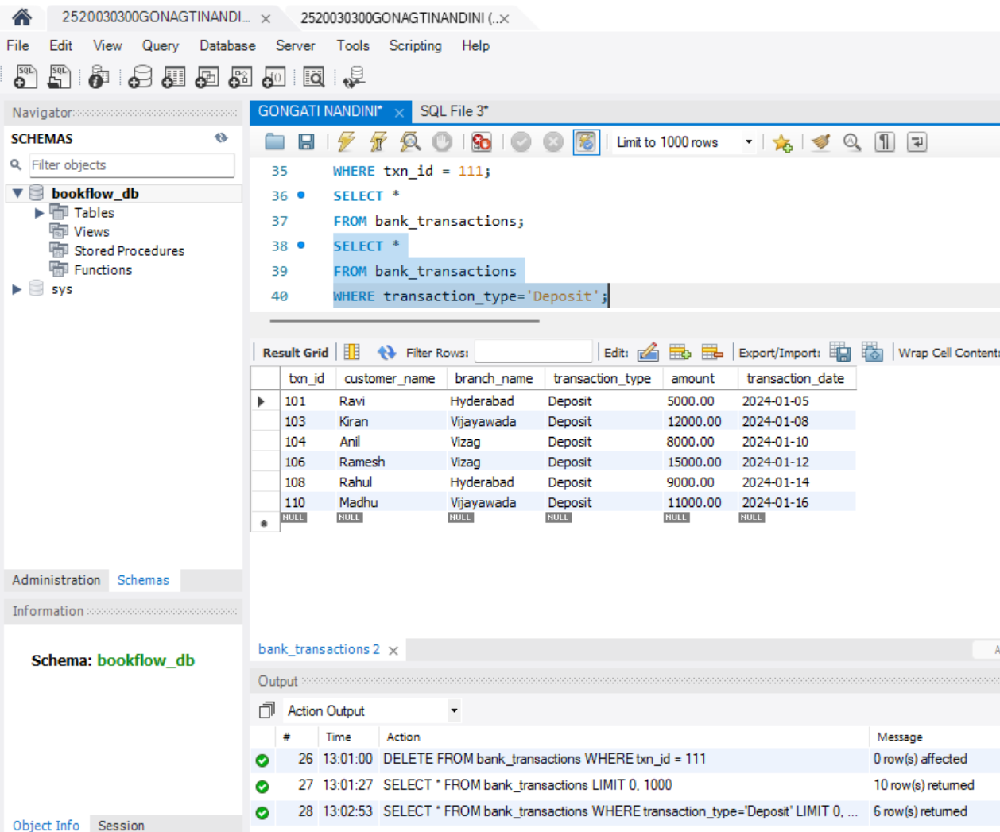 2520030300GONAGTINANDI... × 2520030300GONAGTINANDINI (..×
File Edit View Query Database Server Tools Scripting Help
Navigator
SCHEMAS
Filter objects
bookflow_db
Tables
Views
Stored Procedures
Functions
sys
Administration Schemas
Information
Schema: bookflow_db
Object Info Session
GONGATI NANDINI* × SQL File 3*
Limit to 1000 rows
35 WHERE txn_id = 111;
36 SELECT *
37 FROM bank_transactions;
38 SELECT *
39 FROM bank_transactions
40 WHERE transaction_type='Deposit';
Result Grid Filter Rows: Edit: Export/Import: Wrap Cell Content:
txn_id customer_name branch_name transaction_type amount transaction_date
101 Ravi Hyderabad Deposit 5000.00 2024-01-05
103 Kiran Vijayawada Deposit 12000.00 2024-01-08
104 Anil Vizag Deposit 8000.00 2024-01-10
106 Ramesh Vizag Deposit 15000.00 2024-01-12
108 Rahul Hyderabad Deposit 9000.00 2024-01-14
110 Madhu Vijayawada Deposit 11000.00 2024-01-16
NULL NULL NULL NULL NULL NULL
bank_transactions 2 ×
Output
Action Output
# Time Action Message
26 13:01:00 DELETE FROM bank_transactions WHERE txn_id = 111 0 row(s) affected
27 13:01:27 SELECT * FROM bank_transactions LIMIT 0, 1000 10 row(s) returned
28 13:02:53 SELECT * FROM bank_transactions WHERE transaction_type='Deposit' LIMIT 0, ... 6 row(s) returned